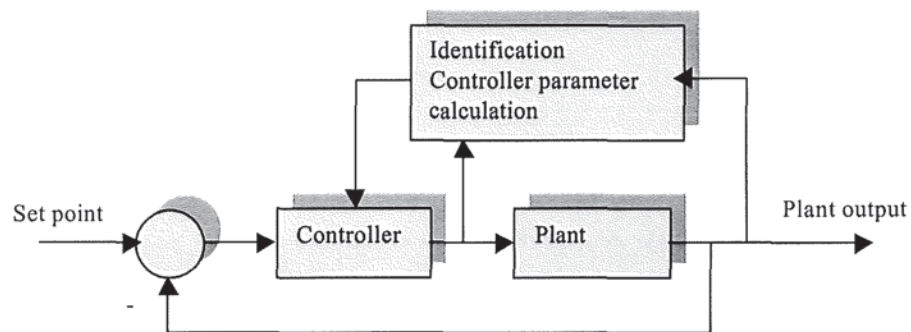 Identification
Controller parameter
calculation
Set point
Controller
Plant
Plant output
-